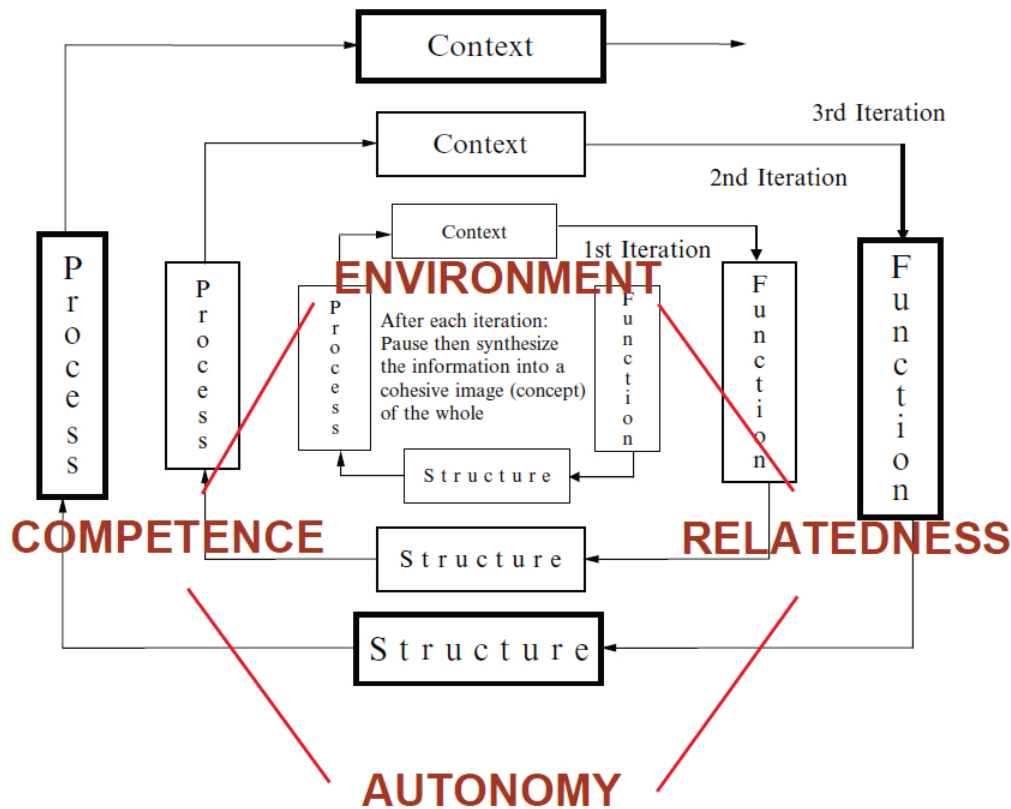 Context
Context
3rd Iteration
2nd Iteration
Context
1st Iteration
ENVIRONMENT
Process
Process
Process
After each iteration:
Pause then synthesize
the information into a
cohesive image (concept)
of the whole
Function
Function
Function
Structure
COMPETENCE
RELATEDNESS
Structure
Structure
AUTONOMY